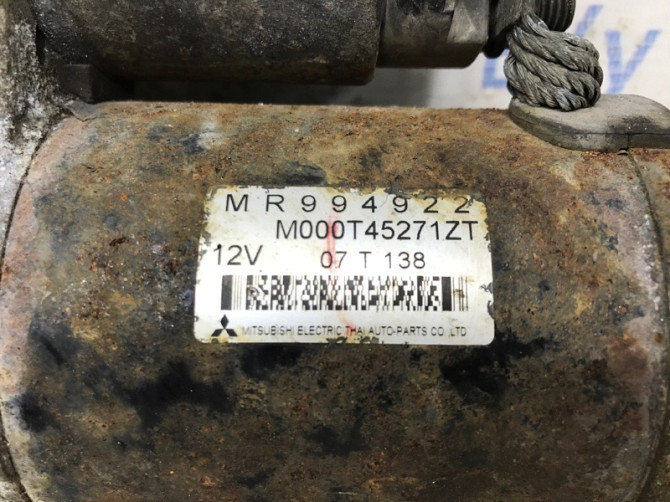 MR994922
M000T45271ZT
12V 07 T 138
MITSUBISHI ELECTRIC THAI AUTO-PARTS CO.,LTD